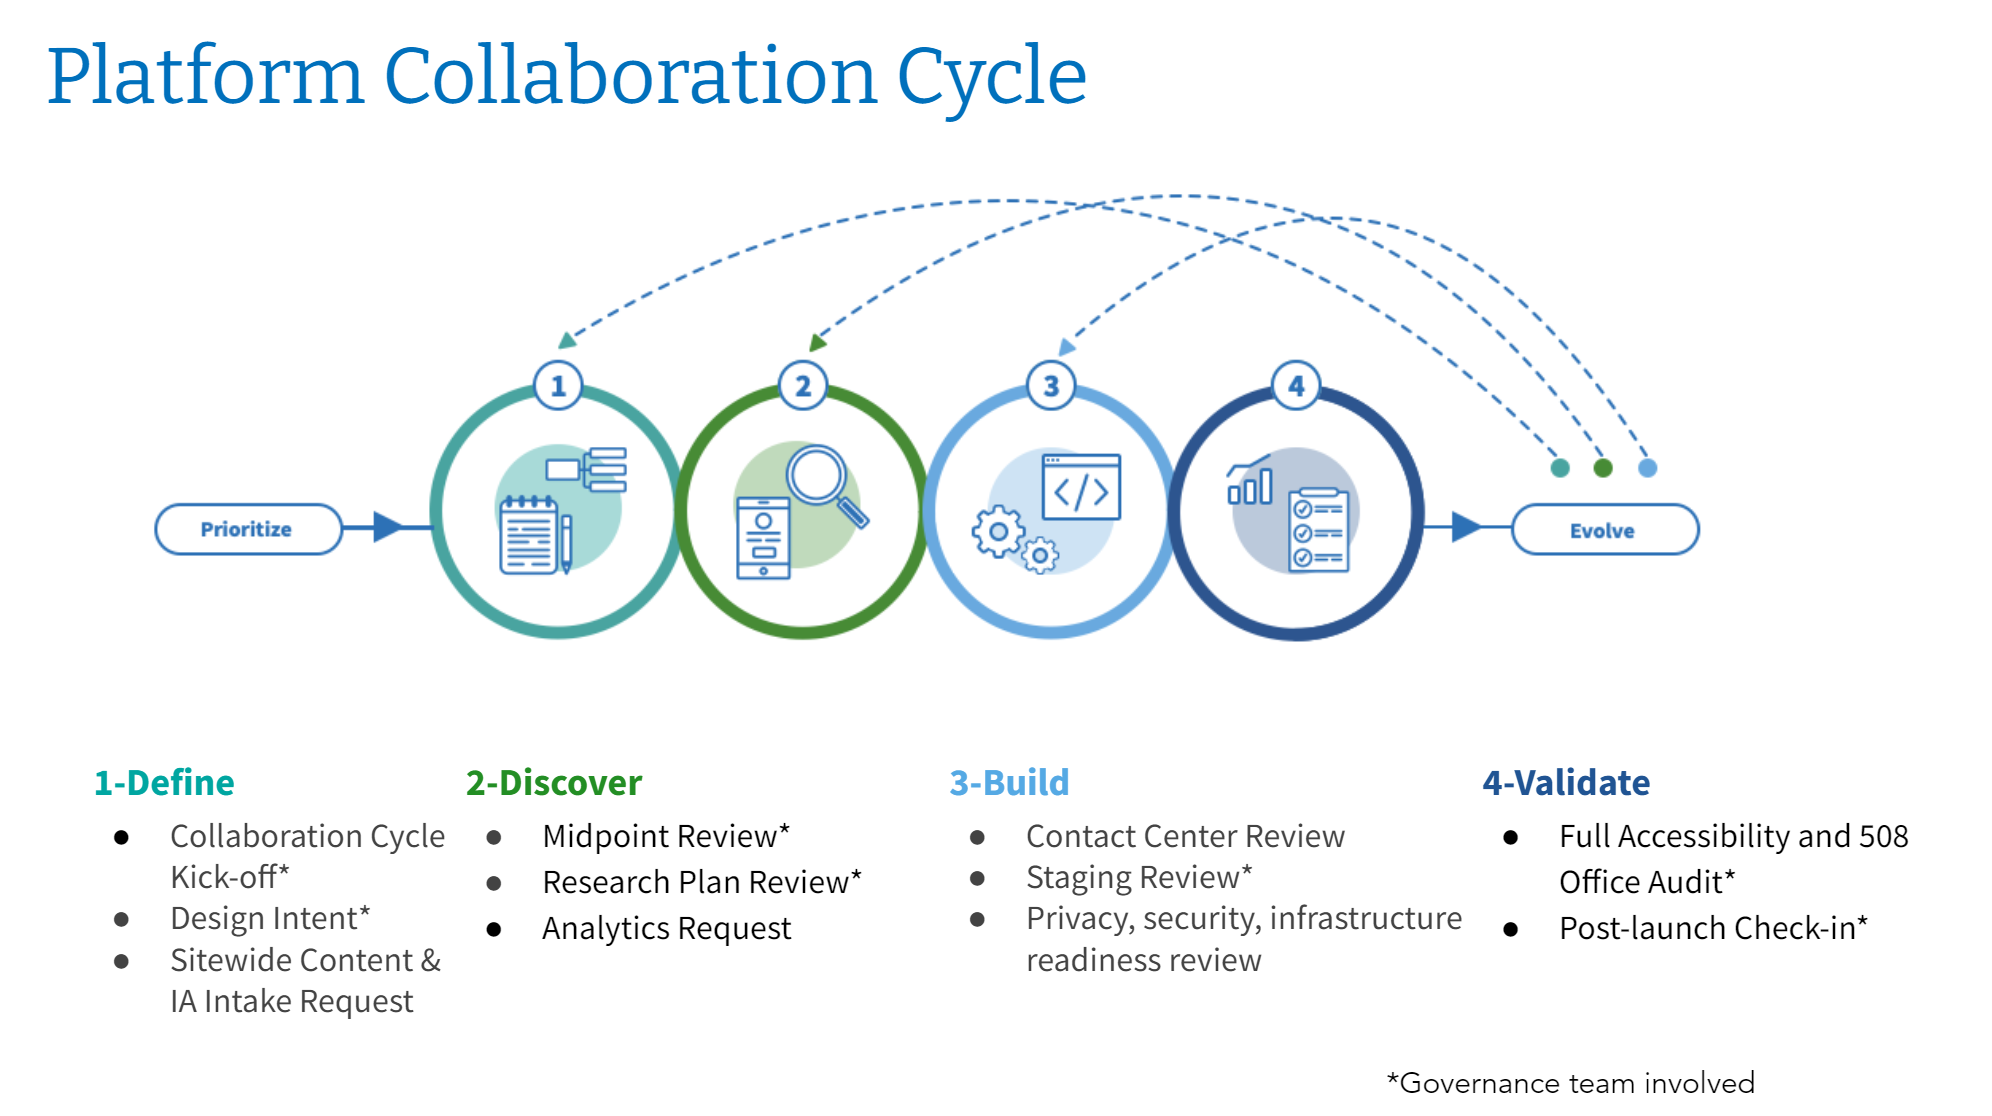 Platform Collaboration Cycle
1
2
3
4
Prioritize
</>
Evolve
1-Define
● Collaboration Cycle
Kick-off*
● Design Intent*
● Sitewide Content &
IA Intake Request
2-Discover
● Midpoint Review*
● Research Plan Review*
● Analytics Request
3-Build
● Contact Center Review
● Staging Review*
● Privacy, security, infrastructure
readiness review
4-Validate
● Full Accessibility and 508
Office Audit*
● Post-launch Check-in*
*Governance team involved